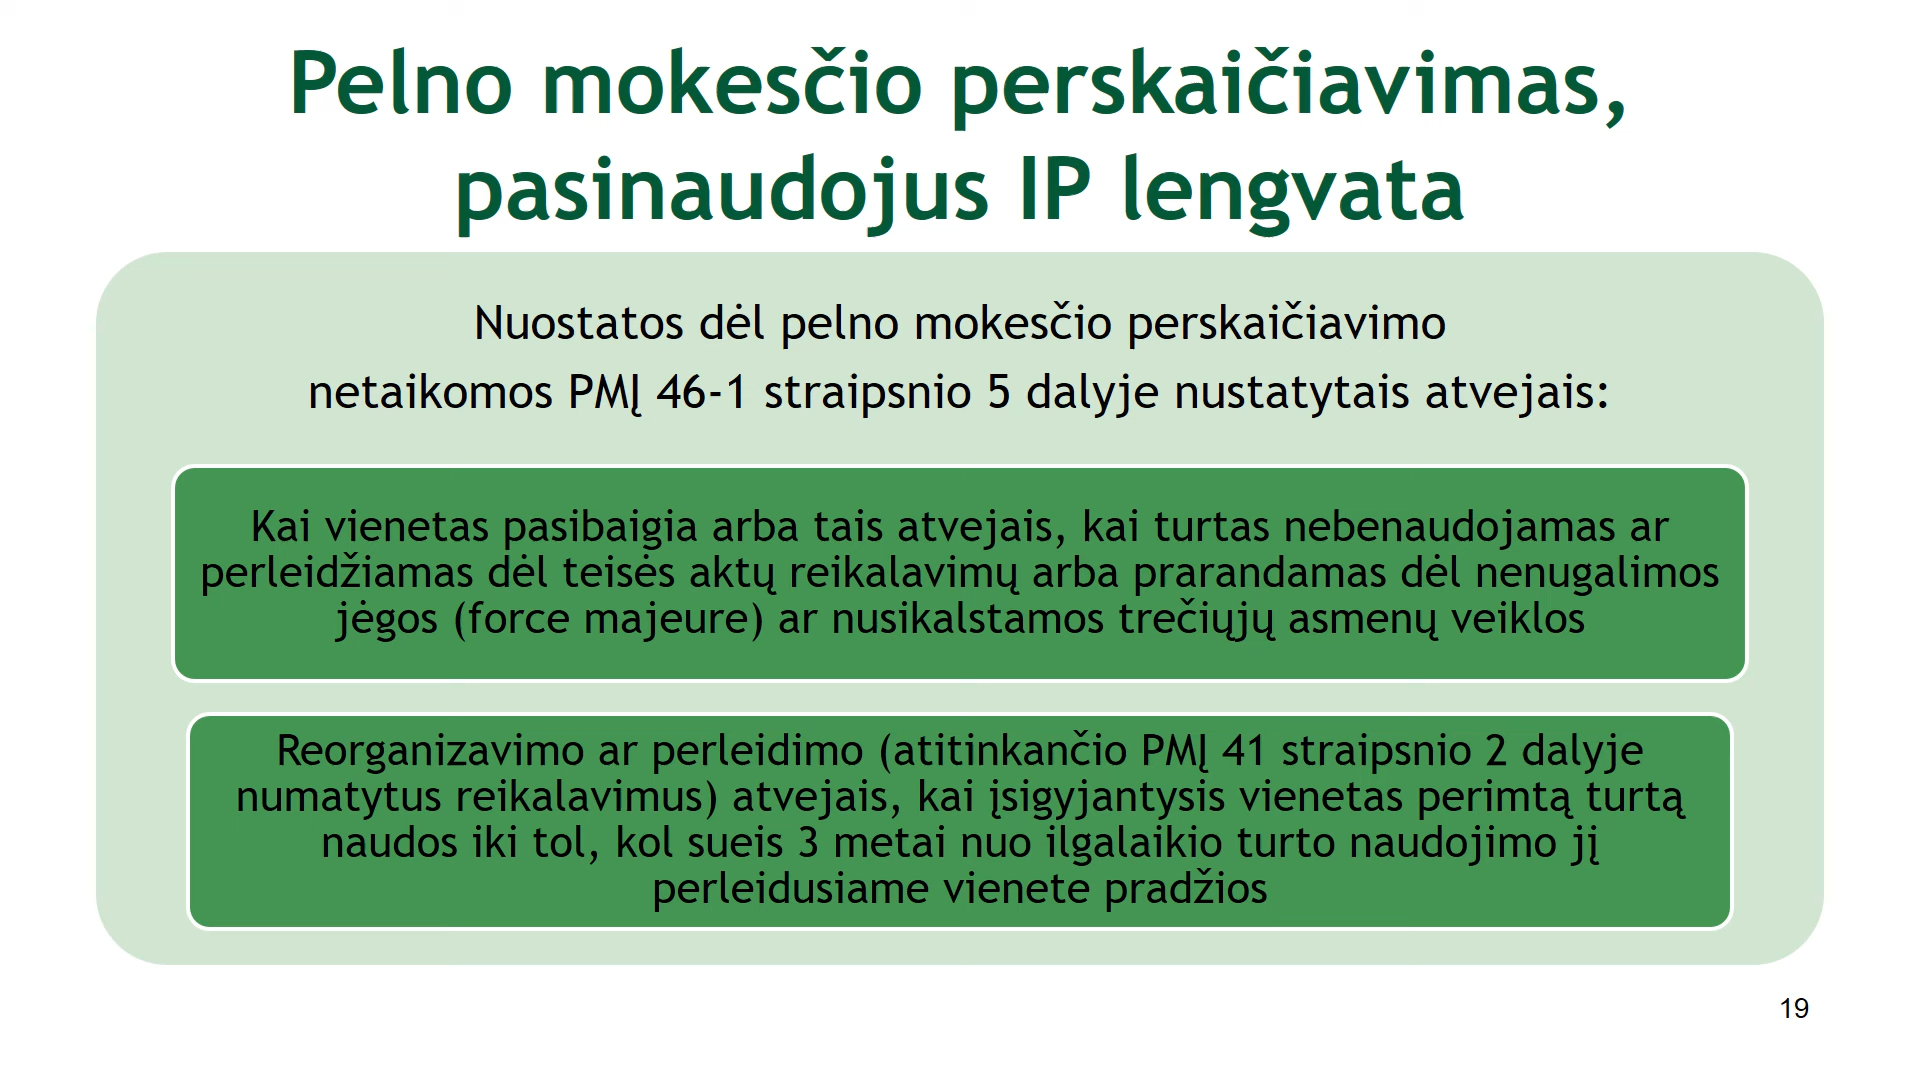 Pelno mokesčio perskaičiavimas,
pasinaudojus IP lengvata
Nuostatos dėl pelno mokesčio perskaičiavimo
netaikomos PMĮ 46-1 straipsnio 5 dalyje nustatytais atvejais:
Kai vienetas pasibaigia arba tais atvejais, kai turtas nebenaudojamas ar
perleidžiamas dėl teisės aktų reikalavimų arba prarandamas dėl nenugalimos
jėgos (force majeure) ar nusikalstamos trečiųjų asmenų veiklos
Reorganizavimo ar perleidimo (atitinkančio PMĮ 41 straipsnio 2 dalyje
numatytus reikalavimus) atvejais, kai įsigyjantysis vienetas perimtą turtą
naudos iki tol, kol sueis 3 metai nuo ilgalaikio turto naudojimo jį
perleidusiame vienete pradžios
19